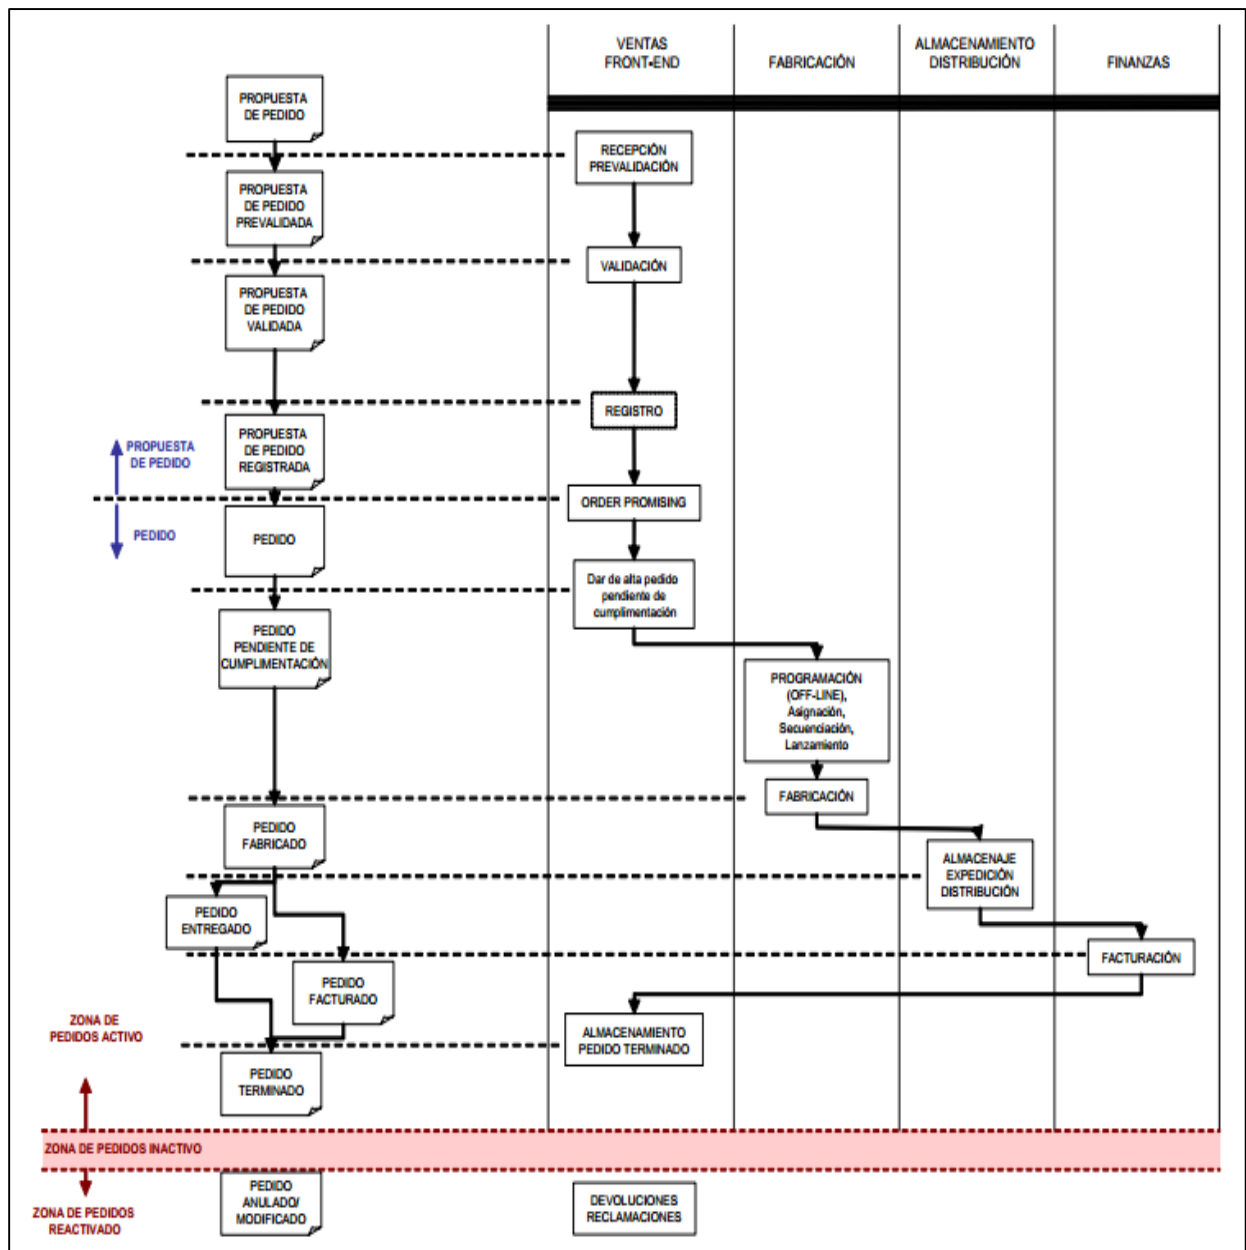 VENTAS
FRONT-END
FABRICACIÓN
ALMACENAMIENTO
DISTRIBUCIÓN
FINANZAS
PROPUESTA
DE PEDIDO
RECEPCIÓN
PREVALIDACIÓN
PROPUESTA
DE PEDIDO
PREVALIDADA
VALIDACIÓN
PROPUESTA
DE PEDIDO
VALIDADA
REGISTRO
PROPUESTA
DE PEDIDO
REGISTRADA
PROPUESTA
DE PEDIDO
ORDER PROMISING
PEDIDO
PEDIDO
Dar de alta pedido
pendiente de
cumplimentación
PEDIDO
PENDIENTE DE
CUMPLIMENTACIÓN
PROGRAMACIÓN
(OFF-LINE),
Asignación,
Secuenciación,
Lanzamiento
FABRICACIÓN
PEDIDO
FABRICADO
ALMACENAJE
EXPEDICIÓN
DISTRIBUCIÓN
PEDIDO
ENTREGADO
FACTURACIÓN
PEDIDO
FACTURADO
ZONA DE
PEDIDOS ACTIVO
ALMACENAMIENTO
PEDIDO TERMINADO
PEDIDO
TERMINADO
ZONA DE PEDIDOS INACTIVO
PEDIDO
ANULADO/
MODIFICADO
DEVOLUCIONES
RECLAMACIONES
ZONA DE PEDIDOS
REACTIVADO